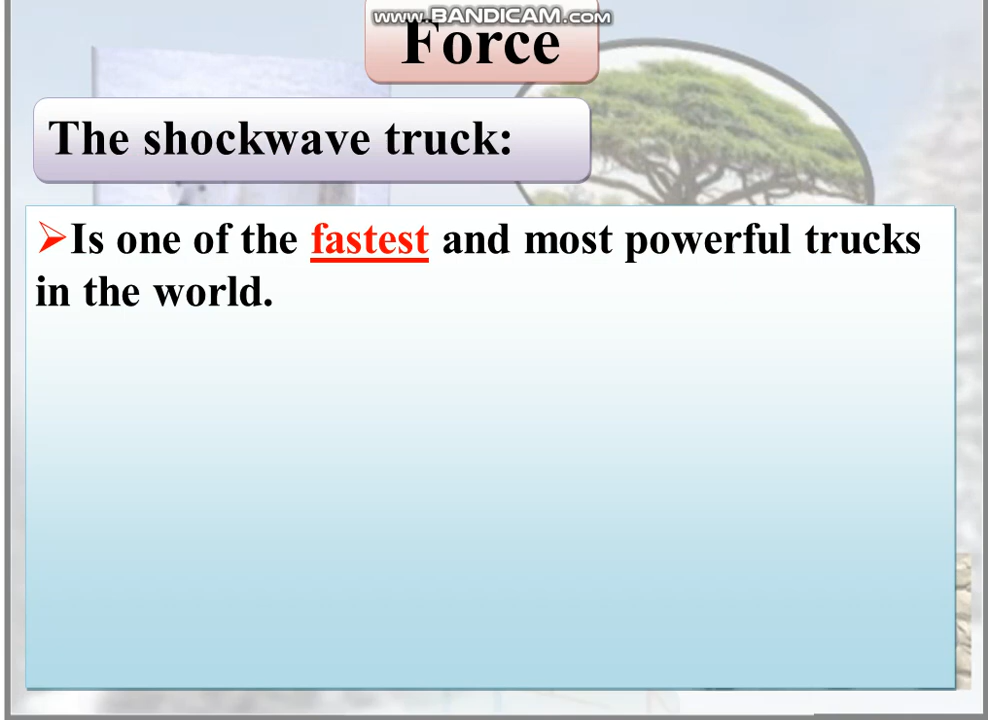 www.BANDICAM.com
Force
The shockwave truck:
➢Is one of the fastest and most powerful trucks
in the world.